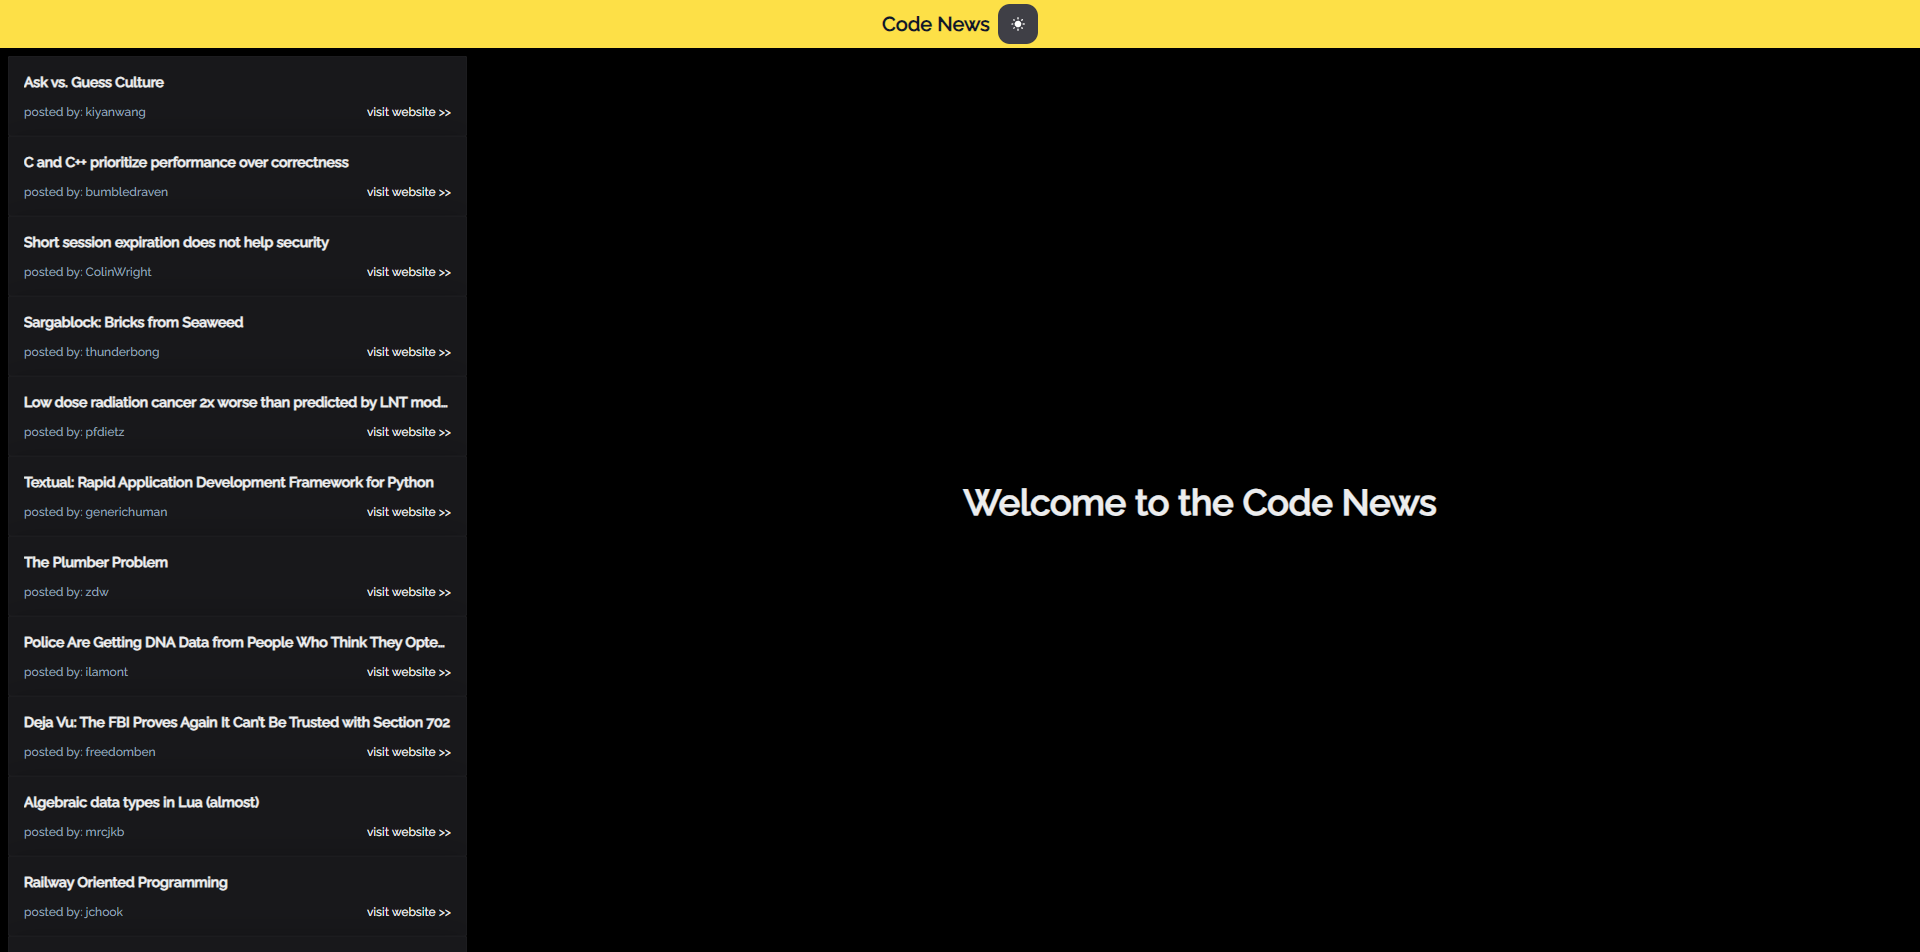 Code News
Ask vs. Guess Culture
posted by: kiyanwang visit website >>
C and C++ prioritize performance over correctness
posted by: bumbledraven visit website >>
Short session expiration does not help security
posted by: ColinWright visit website >>
Sargablock: Bricks from Seaweed
posted by: thunderbong visit website >>
Low dose radiation cancer 2x worse than predicted by LNT mod...
posted by: pfdietz visit website >>
Textual: Rapid Application Development Framework for Python
posted by: generichuman visit website >>
The Plumber Problem
posted by: zdw visit website >>
Police Are Getting DNA Data from People Who Think They Opte...
posted by: ilamont visit website >>
Deja Vu: The FBI Proves Again It Can't Be Trusted with Section 702
posted by: freedomben visit website >>
Algebraic data types in Lua (almost)
posted by: mrcjkb visit website >>
Railway Oriented Programming
posted by: jchook visit website >>
Welcome to the Code News